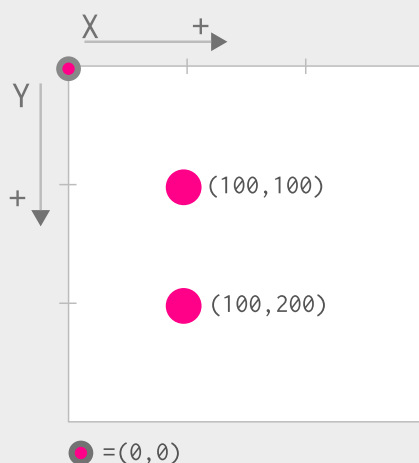 X +
Y
+
(100,100)
(100,200)
=(0,0)